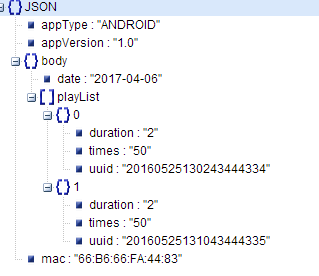 {} JSON
appType : "ANDROID"
appVersion : "1.0"
{} body
date : "2017-04-06"
[] playList
{} 0
duration : "2"
times : "50"
uuid : "20160525130243444334"
{} 1
duration : "2"
times : "50"
uuid : "20160525131043444335"
mac : "66:B6:66:FA:44:83"